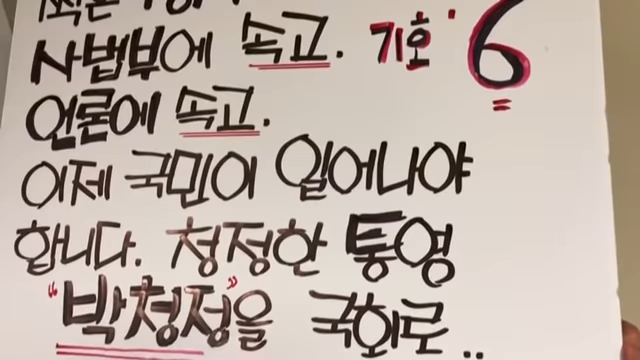 사법부에 속고. 기호 6
언론에 속고.
이제 국민이 일어나야
합니다. 청정한 통영
"박청정"을 국회로..